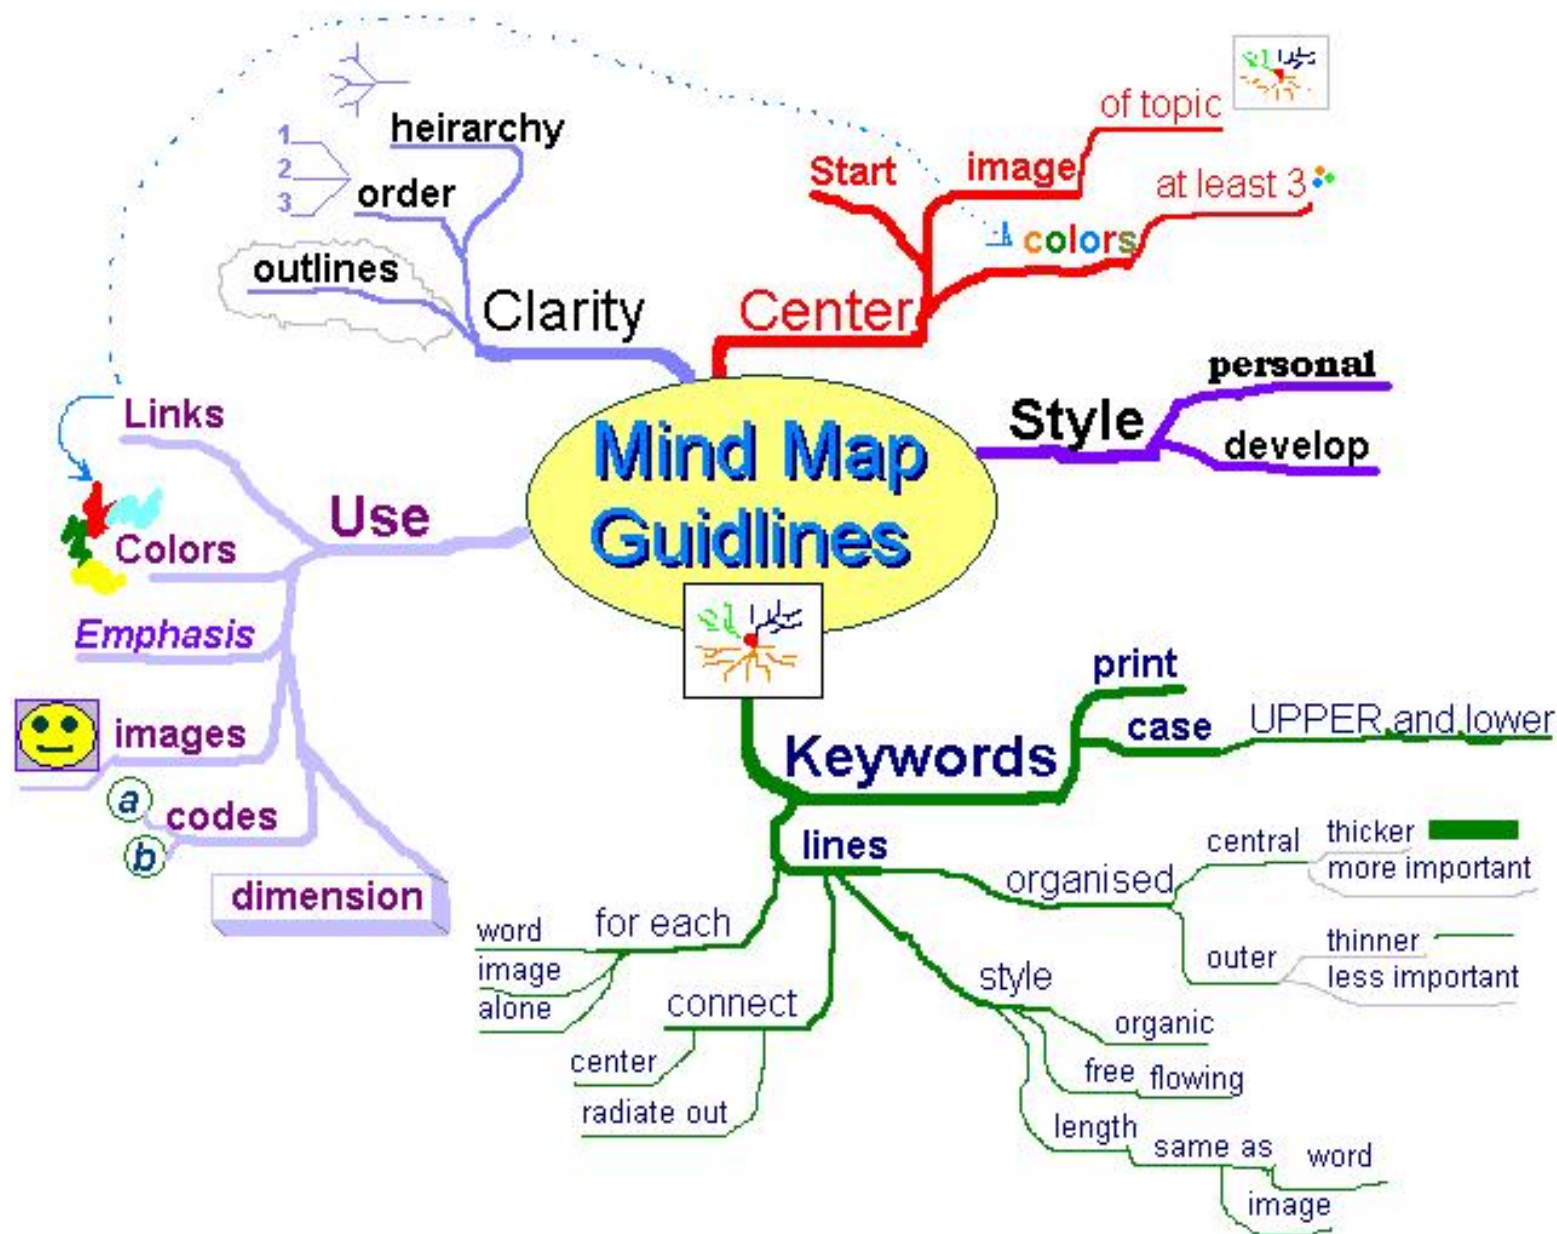 Mind Map
Guidlines
Center
Start
image
of topic
colors
at least 3
Style
personal
develop
Keywords
print
case
UPPER and lower
lines
organised
central
thicker
more important
outer
thinner
less important
style
organic
free flowing
length
same as
word
image
connect
center
radiate out
for each
word
image
alone
Use
Links
Colors
Emphasis
images
codes
a
b
dimension
Clarity
heirarchy
order
1
2
3
outlines